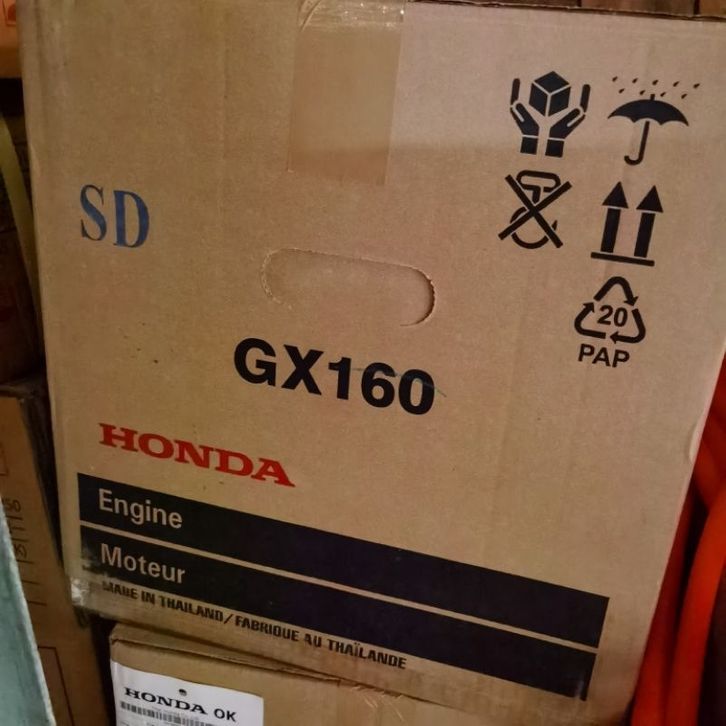 SD
20
PAP
GX160
HONDA
Engine
Moteur
MADE IN THAILAND/FABRIQUE AU THAÏLANDE
HONDA OK